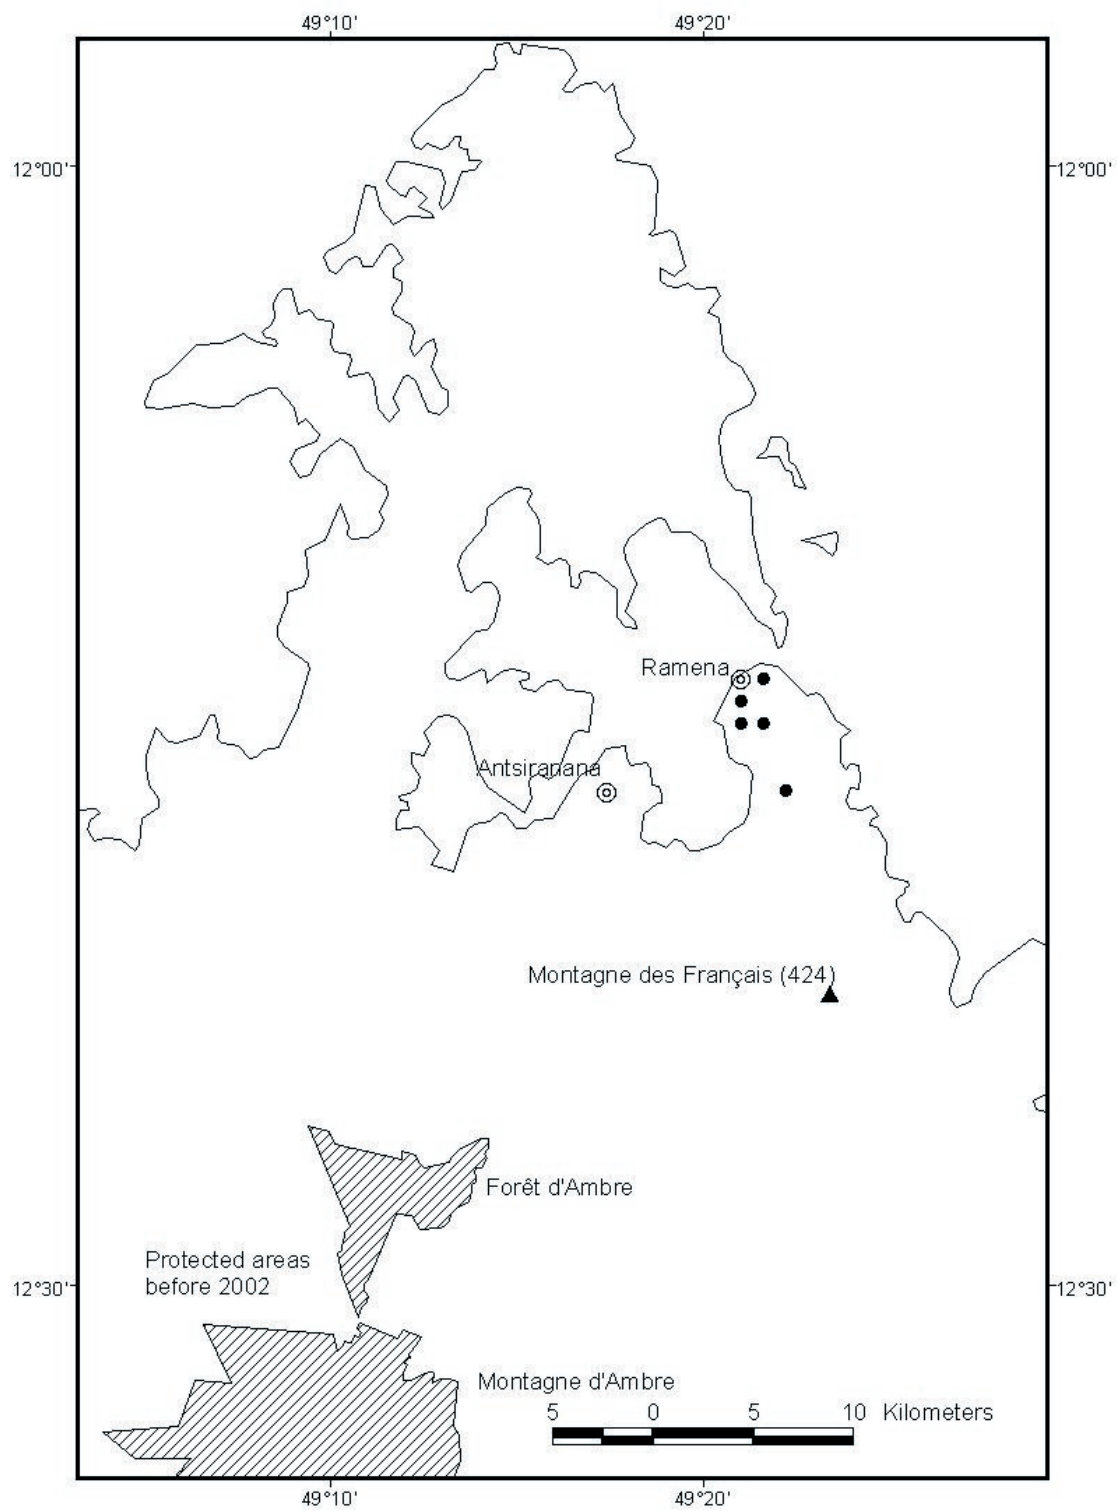 49°10' 49°20'
12°00' 12°00'
Ramena
Antsiranana
Montagne des Français (424)
Forêt d'Ambre
Protected areas
before 2002
12°30' 12°30'
Montagne d'Ambre
5 0 5 10 Kilometers
49°10' 49°20'